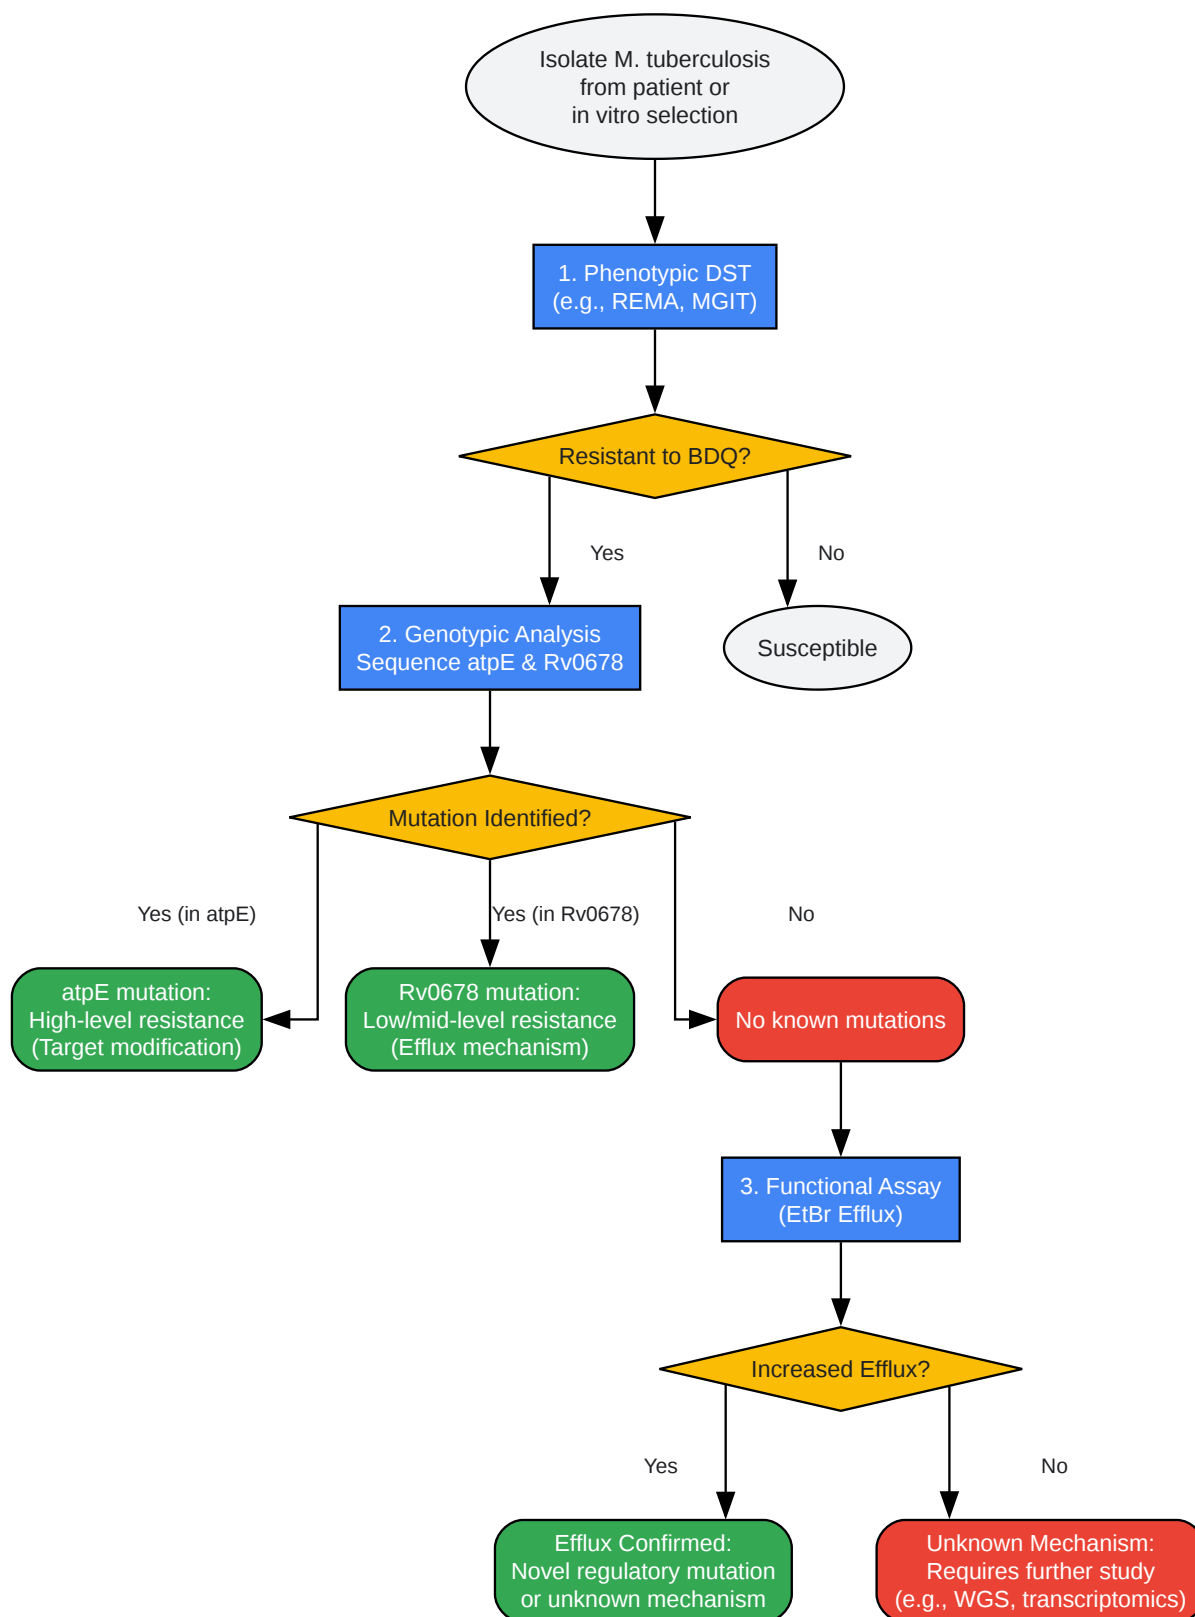 Isolate M. tuberculosis
from patient or
in vitro selection
1. Phenotypic DST
(e.g., REMA, MGIT)
Resistant to BDQ?
Yes
No
2. Genotypic Analysis
Sequence atpE & Rv0678
Susceptible
Mutation Identified?
Yes (in atpE)
Yes (in Rv0678)
No
atpE mutation:
High-level resistance
(Target modification)
Rv0678 mutation:
Low/mid-level resistance
(Efflux mechanism)
No known mutations
3. Functional Assay
(EtBr Efflux)
Increased Efflux?
Yes
No
Efflux Confirmed:
Novel regulatory mutation
or unknown mechanism
Unknown Mechanism:
Requires further study
(e.g., WGS, transcriptomics)